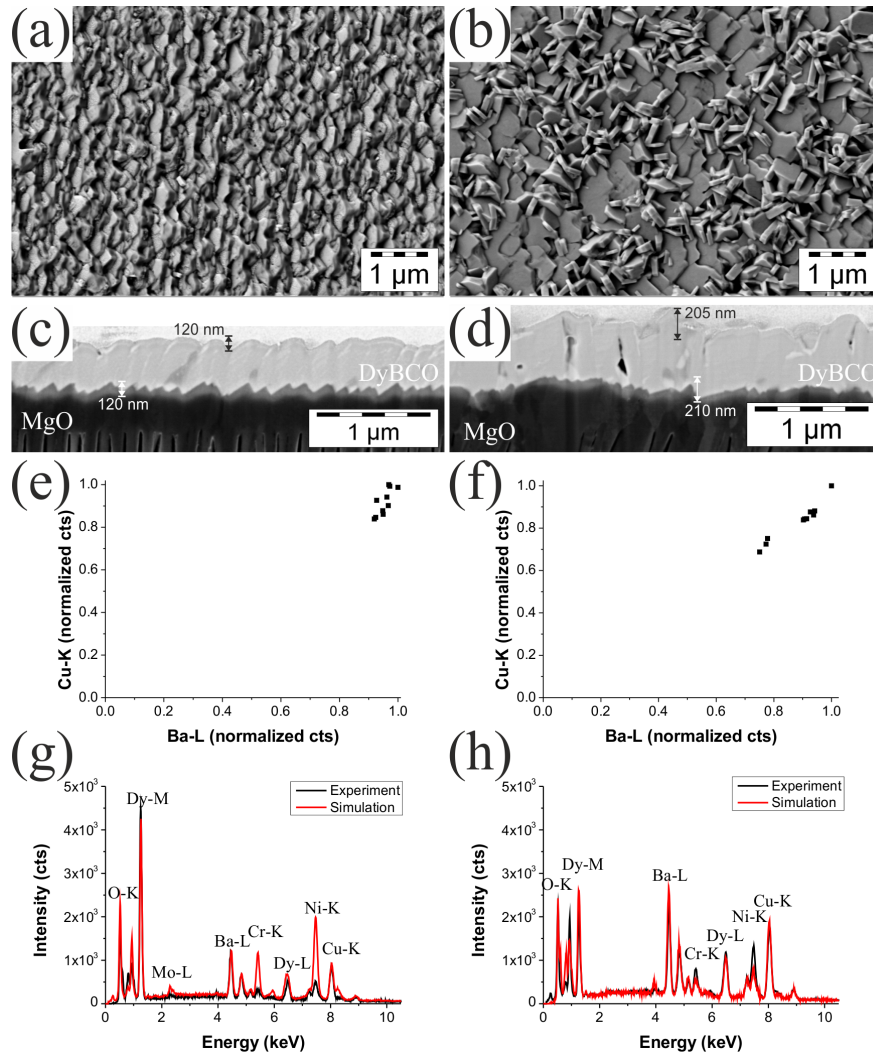 (a)
1 μm
(b)
1 μm
(c)
120 nm
DyBCO
120 nm
MgO
1 μm
(d)
205 nm
DyBCO
210 nm
MgO
1 μm
(e)
Cu-K (normalized cts)
1.0
0.8
0.6
0.4
0.2
0.0
0.0 0.2 0.4 0.6 0.8 1.0
Ba-L (normalized cts)
(f)
Cu-K (normalized cts)
1.0
0.8
0.6
0.4
0.2
0.0
0.0 0.2 0.4 0.6 0.8 1.0
Ba-L (normalized cts)
(g)
Intensity (cts)
5x10³
4x10³
3x10³
2x10³
1x10³
0
Experiment
Simulation
Dy-M
O-K
Mo-L
Ba-L
Cr-K
Dy-L
Ni-K
Cu-K
0 2 4 6 8 10
Energy (keV)
(h)
Intensity (cts)
5x10³
4x10³
3x10³
2x10³
1x10³
0
Experiment
Simulation
O-K
Dy-M
Ba-L
Cr-K
Dy-L
Ni-K
Cu-K
0 2 4 6 8 10
Energy (keV)